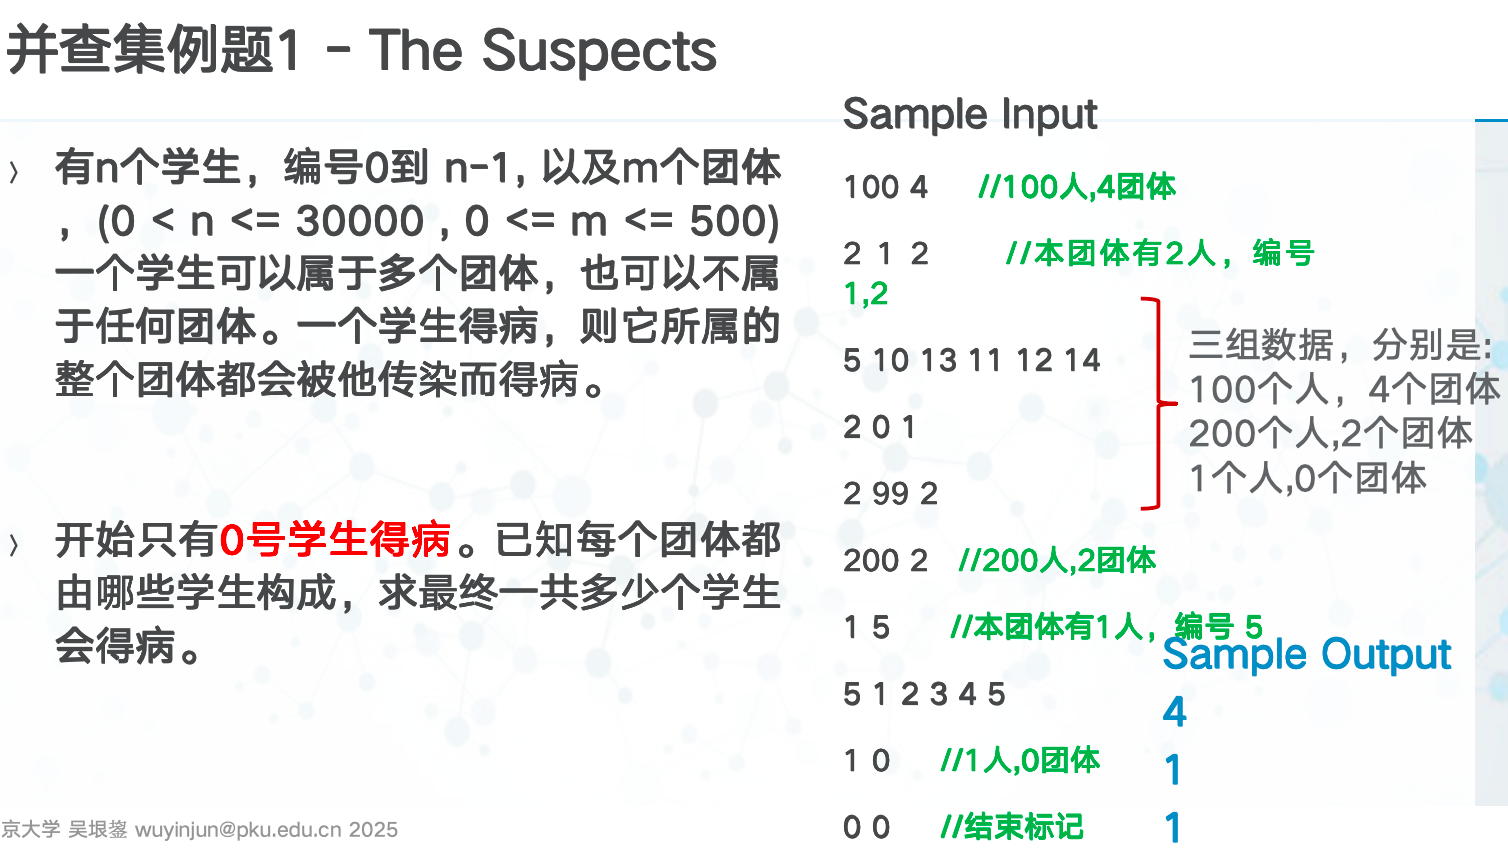 并查集例题1 - The Suspects
有n个学生，编号0到 n-1, 以及m个团体
，(0 < n <= 30000 , 0 <= m <= 500)
一个学生可以属于多个团体，也可以不属
于任何团体。一个学生得病，则它所属的
整个团体都会被他传染而得病。
开始只有0号学生得病。已知每个团体都
由哪些学生构成，求最终一共多少个学生
会得病。
Sample Input
100 4 //100人,4团体
2 1 2 //本团体有2人，编号
1,2
5 10 13 11 12 14
2 0 1
2 99 2
200 2 //200人,2团体
1 5 //本团体有1人，编号 5
5 1 2 3 4 5
1 0 //1人,0团体
0 0 //结束标记
三组数据，分别是:
100个人，4个团体
200个人,2个团体
1个人,0个团体
Sample Output
4
1
1
京大学 吴垠鋆 wuyinjun@pku.edu.cn 2025